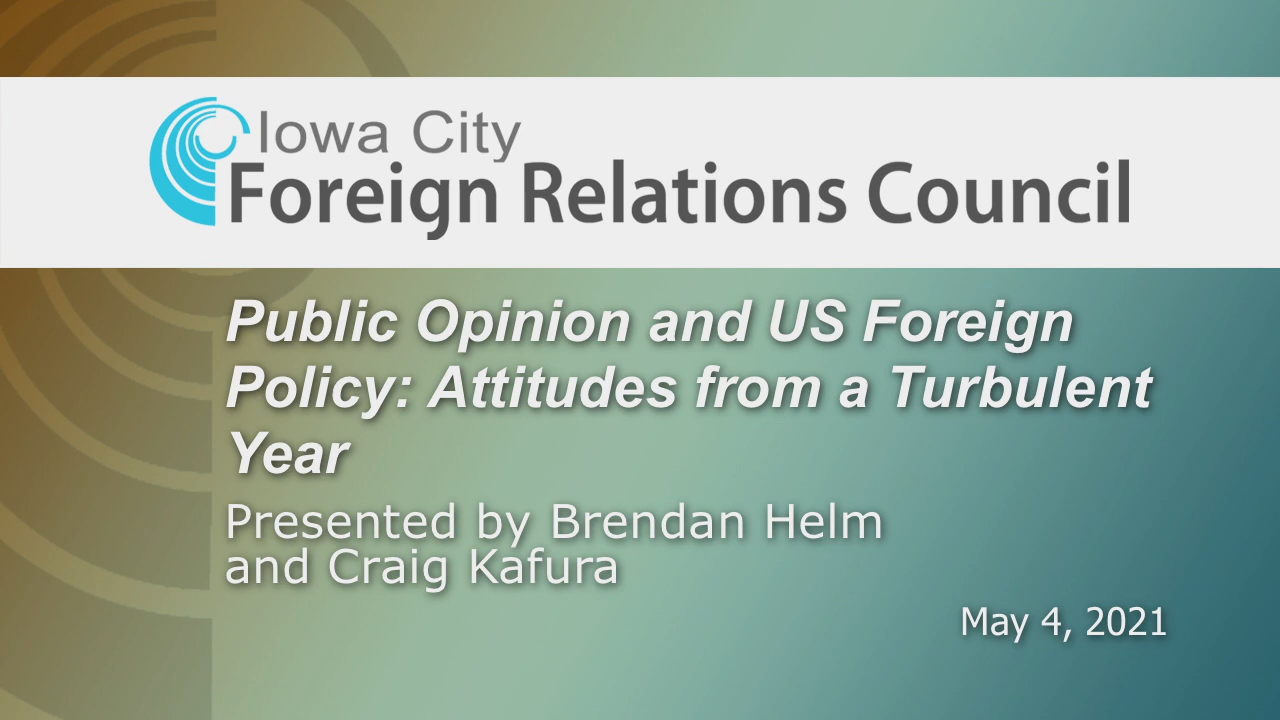 Iowa City
Foreign Relations Council
Public Opinion and US Foreign
Policy: Attitudes from a Turbulent
Year
Presented by Brendan Helm
and Craig Kafura
May 4, 2021